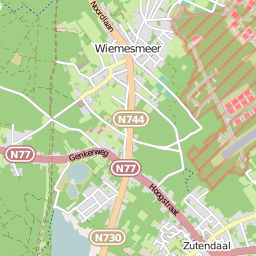 Noordlaan
Wiemesmeer
N744
N77
Genkerweg
N77
Hoogstraat
N730
Zutendaal